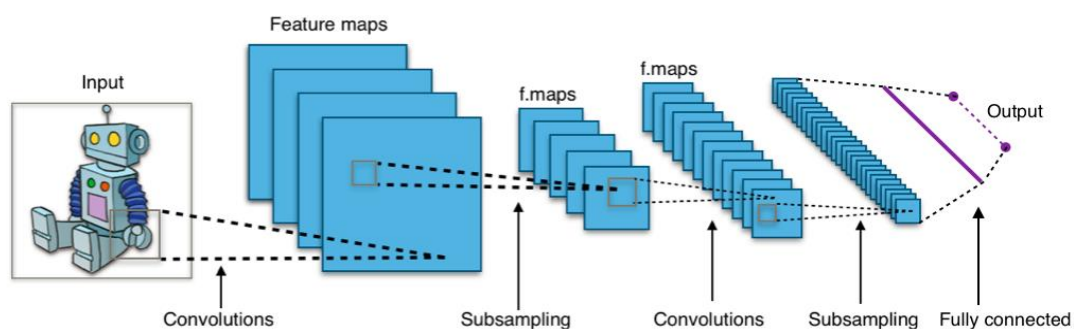 Feature maps
Input
f.maps
f.maps
Output
Convolutions
Subsampling
Convolutions
Subsampling
Fully connected